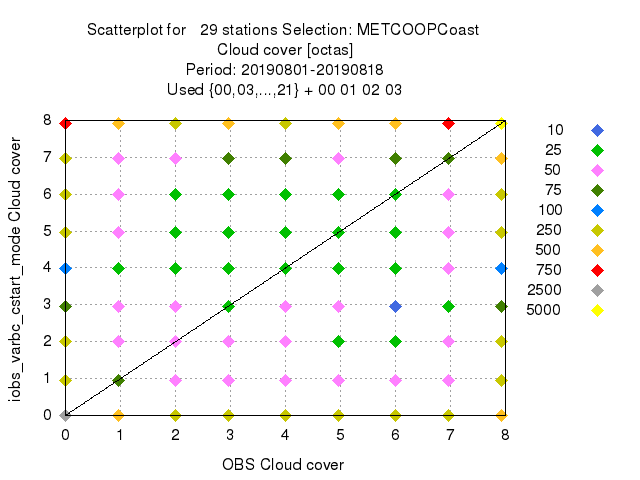 Scatterplot for 29 stations Selection: METCOOPCoast
Cloud cover [octas]
Period: 20190801-20190818
Used {00,03,...,21} + 00 01 02 03
iobs_varbc_cstart_mode Cloud cover
8
7
6
5
4
3
2
1
0
0 1 2 3 4 5 6 7 8
OBS Cloud cover
10
25
50
75
100
250
500
750
2500
5000